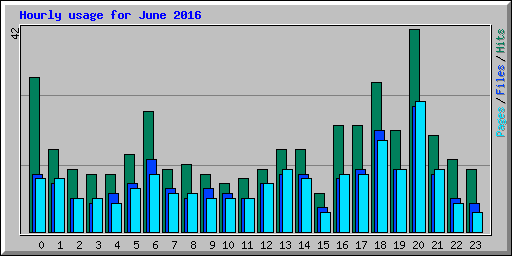 Hourly usage for June 2016
42
Pages / Files / Hits
0 1 2 3 4 5 6 7 8 9 10 11 12 13 14 15 16 17 18 19 20 21 22 23